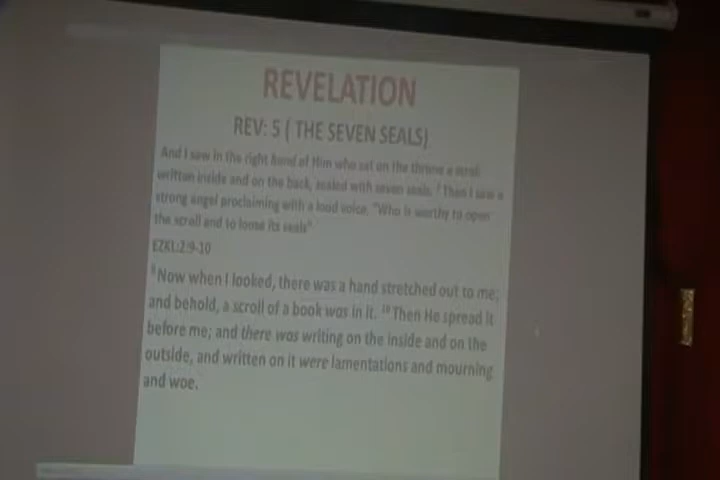 REVELATION
REV: 5 ( THE SEVEN SEALS)
And I saw in the right hand of Him who sat on the throne a scroll
written inside and on the back, sealed with seven seals. ² Then I saw a
strong angel proclaiming with a loud voice, "Who is worthy to open
the scroll and to loose its seals"
EZKL:2:9-10
⁹Now when I looked, there was a hand stretched out to me;
and behold, a scroll of a book was in it. ¹⁰ Then He spread it
before me; and there was writing on the inside and on the
outside, and written on it were lamentations and mourning
and woe.